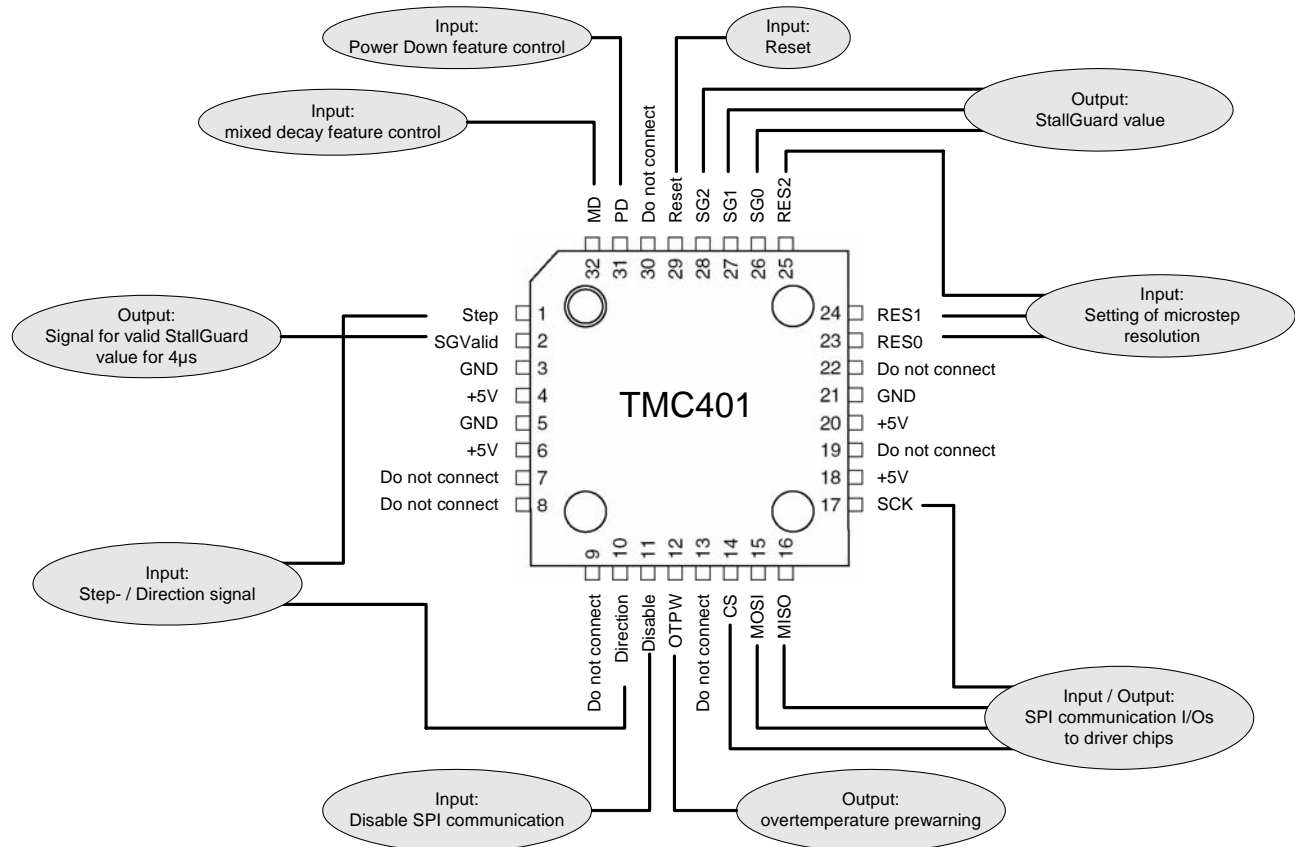 Input:
Power Down feature control
Input:
Reset
Input:
mixed decay feature control
Output:
StallGuard value
MD
PD
Do not connect
Reset
SG2
SG1
SG0
RES2
32
31
30
29
28
27
26
25
Output:
Signal for valid StallGuard
value for 4µs
Step 1
SGValid 2
GND 3
+5V 4
GND 5
+5V 6
Do not connect 7
Do not connect 8
TMC401
24 RES1
23 RES0
22 Do not connect
21 GND
20 +5V
19 Do not connect
18 +5V
17 SCK
Input:
Setting of microstep
resolution
9
10
11
12
13
14
15
16
Do not connect
Direction
Disable
OTPW
Do not connect
CS
MOSI
MISO
Input:
Step- / Direction signal
Input / Output:
SPI communication I/Os
to driver chips
Input:
Disable SPI communication
Output:
overtemperature prewarning